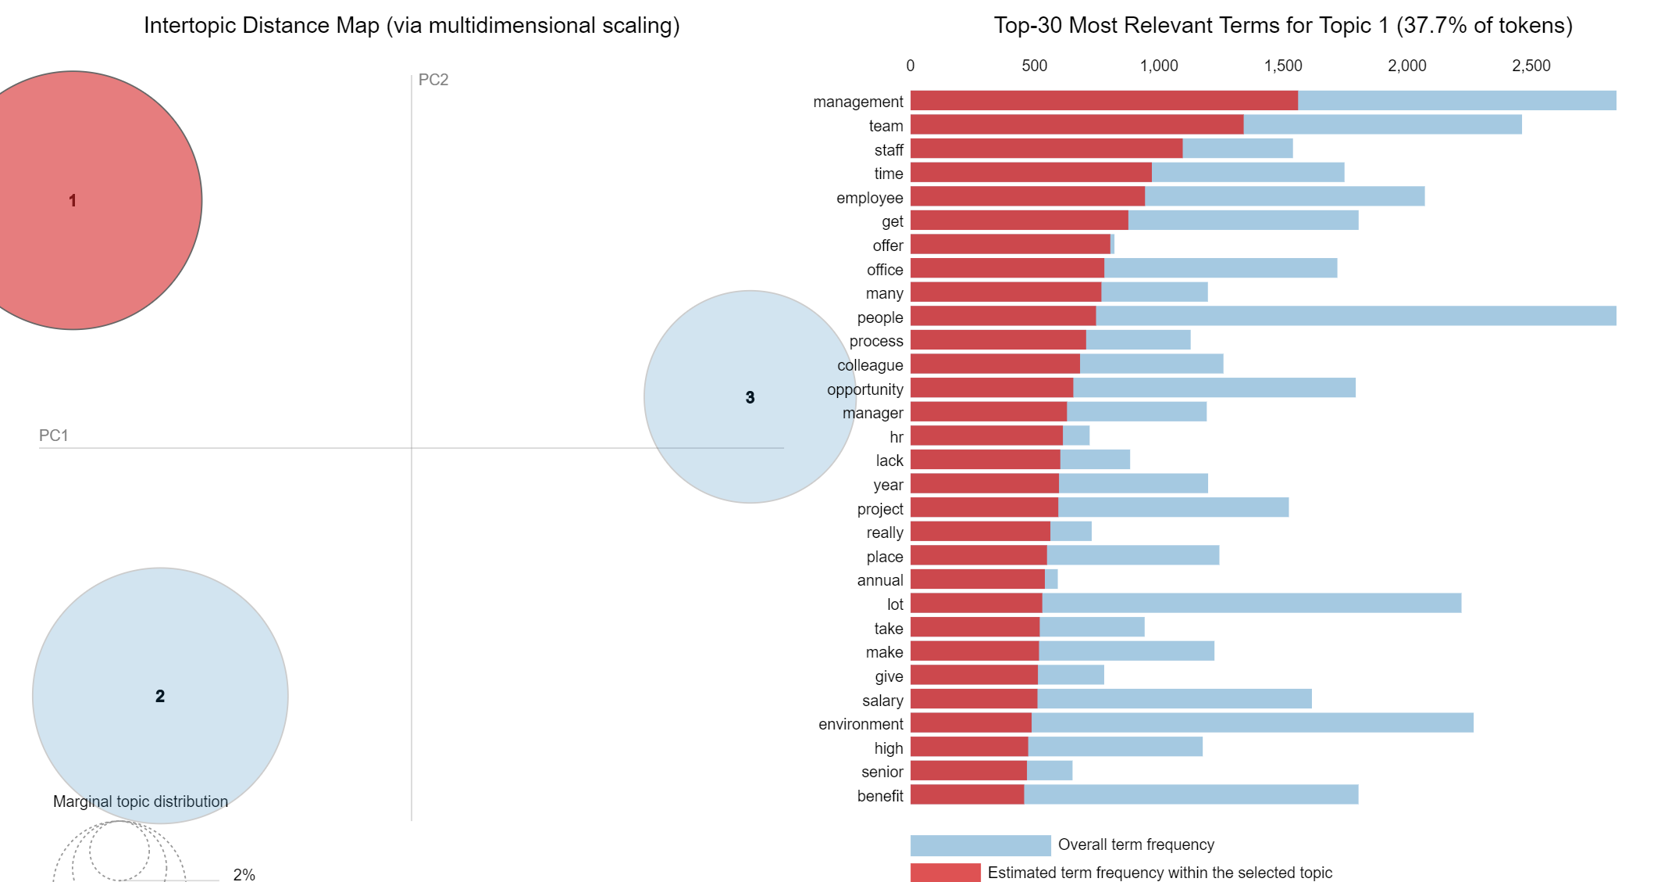 Intertopic Distance Map (via multidimensional scaling)
PC2
PC1
1
3
2
Marginal topic distribution
2%
Top-30 Most Relevant Terms for Topic 1 (37.7% of tokens)
0 500 1,000 1,500 2,000 2,500
management
team
staff
time
employee
get
offer
office
many
people
process
colleague
opportunity
manager
hr
lack
year
project
really
place
annual
lot
take
make
give
salary
environment
high
senior
benefit
Overall term frequency
Estimated term frequency within the selected topic